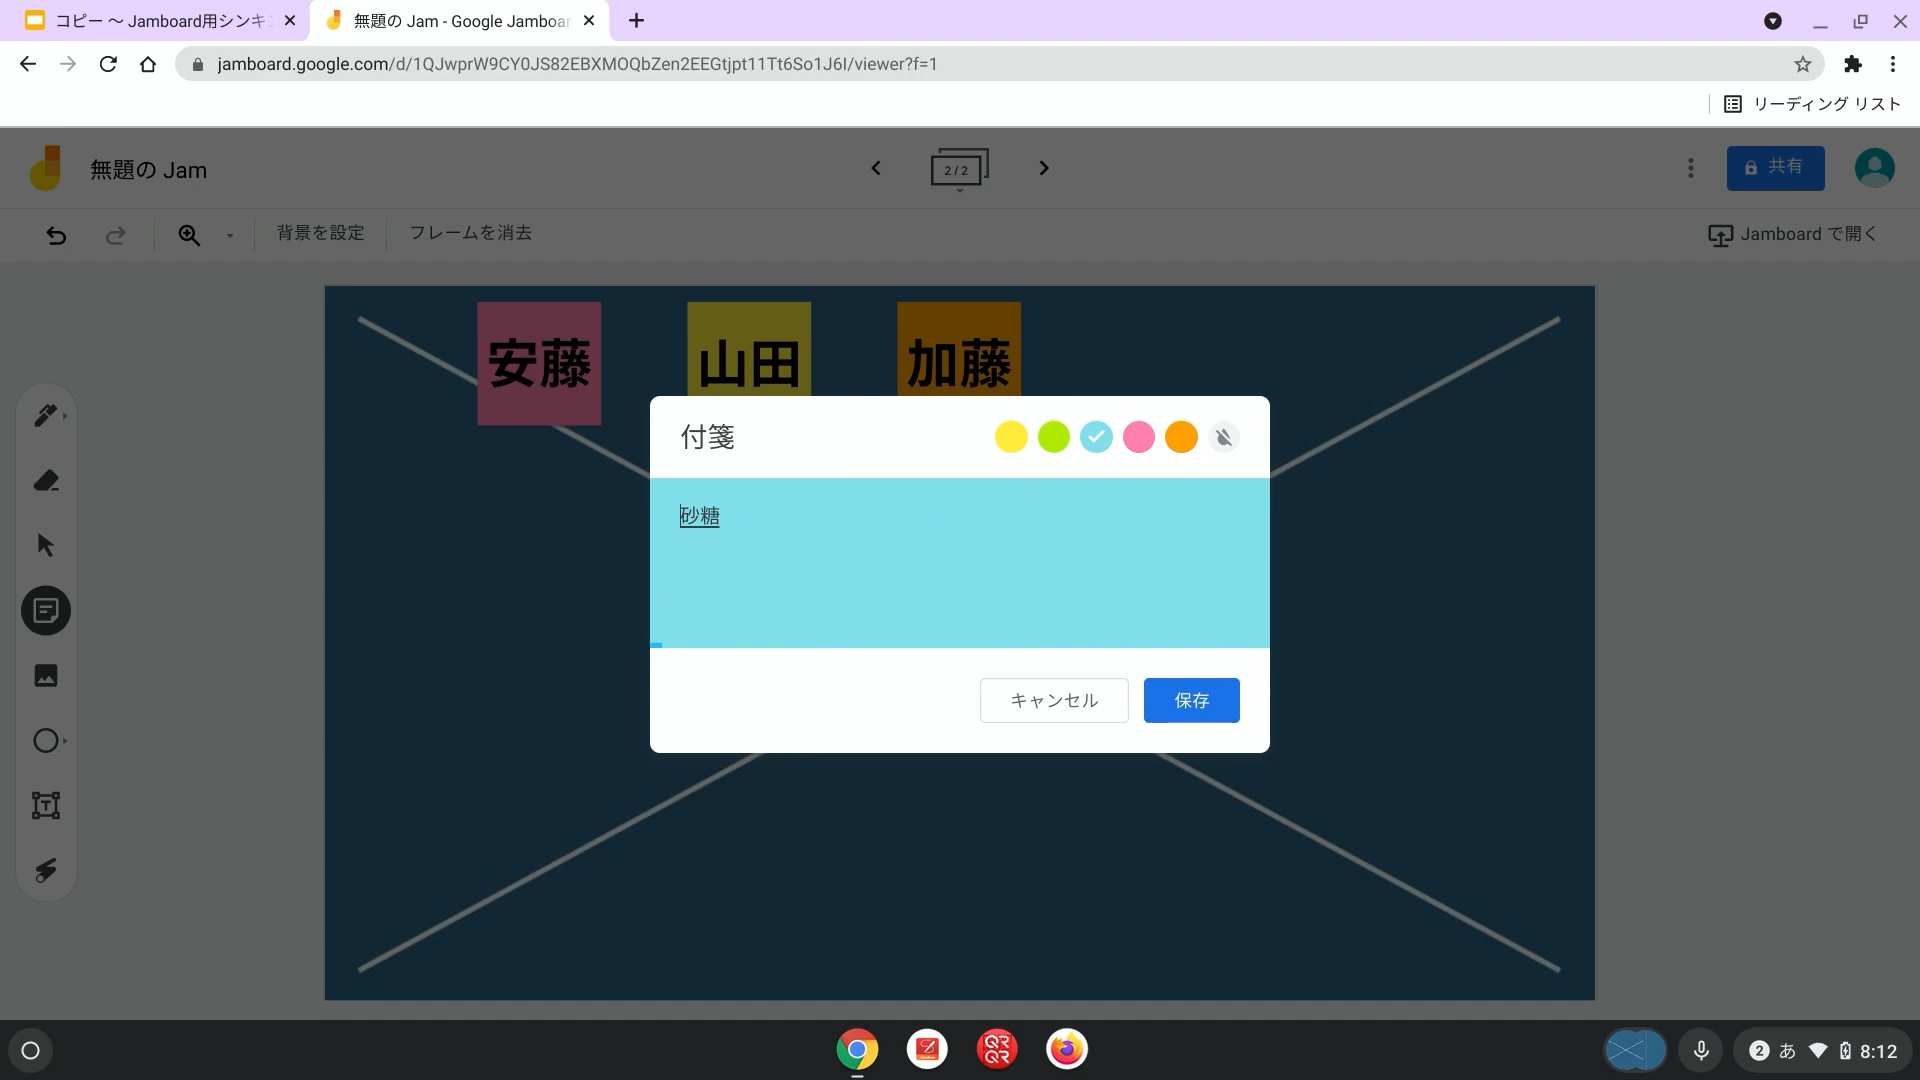 コピー 〜 Jamboard用シンキ
無題の Jam - Google Jamboar
jamboard.google.com/d/1QJwprW9CY0JS82EBXMOQbZen2EEGtjpt11Tt6So1J6I/viewer?f=1
リーディング リスト
無題の Jam
2 / 2
共有
背景を設定
フレームを消去
Jamboard で開く
安藤
山田
加藤
付箋
砂糖
キャンセル
保存
QR
QR
2
あ
8:12